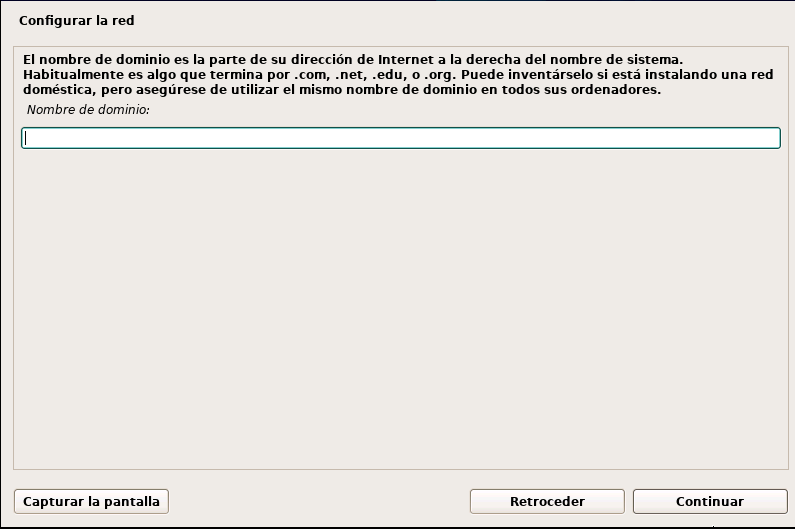 Configurar la red
El nombre de dominio es la parte de su dirección de Internet a la derecha del nombre de sistema.
Habitualmente es algo que termina por .com, .net, .edu, o .org. Puede inventárselo si está instalando una red
doméstica, pero asegúrese de utilizar el mismo nombre de dominio en todos sus ordenadores.
Nombre de dominio:
Capturar la pantalla
Retroceder
Continuar